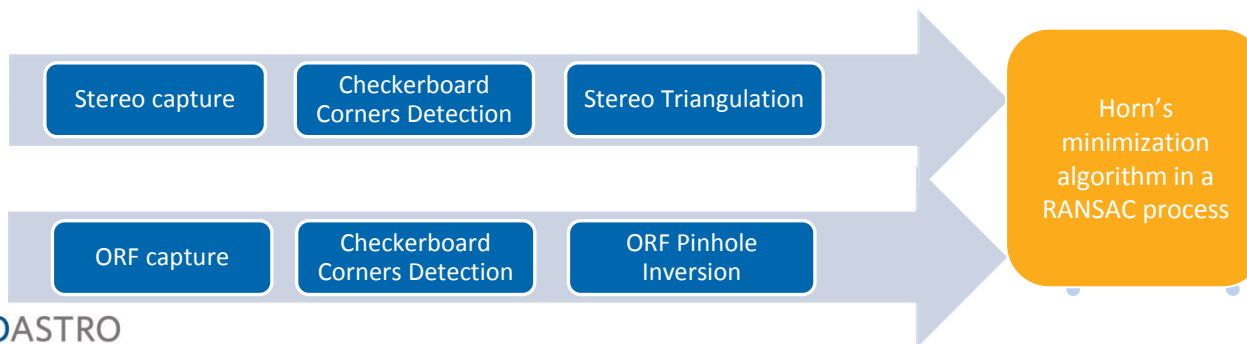 Stereo capture
Checkerboard
Corners Detection
Stereo Triangulation
ORF capture
Checkerboard
Corners Detection
ORF Pinhole
Inversion
Horn's
minimization
algorithm in a
RANSAC process
DASTRO